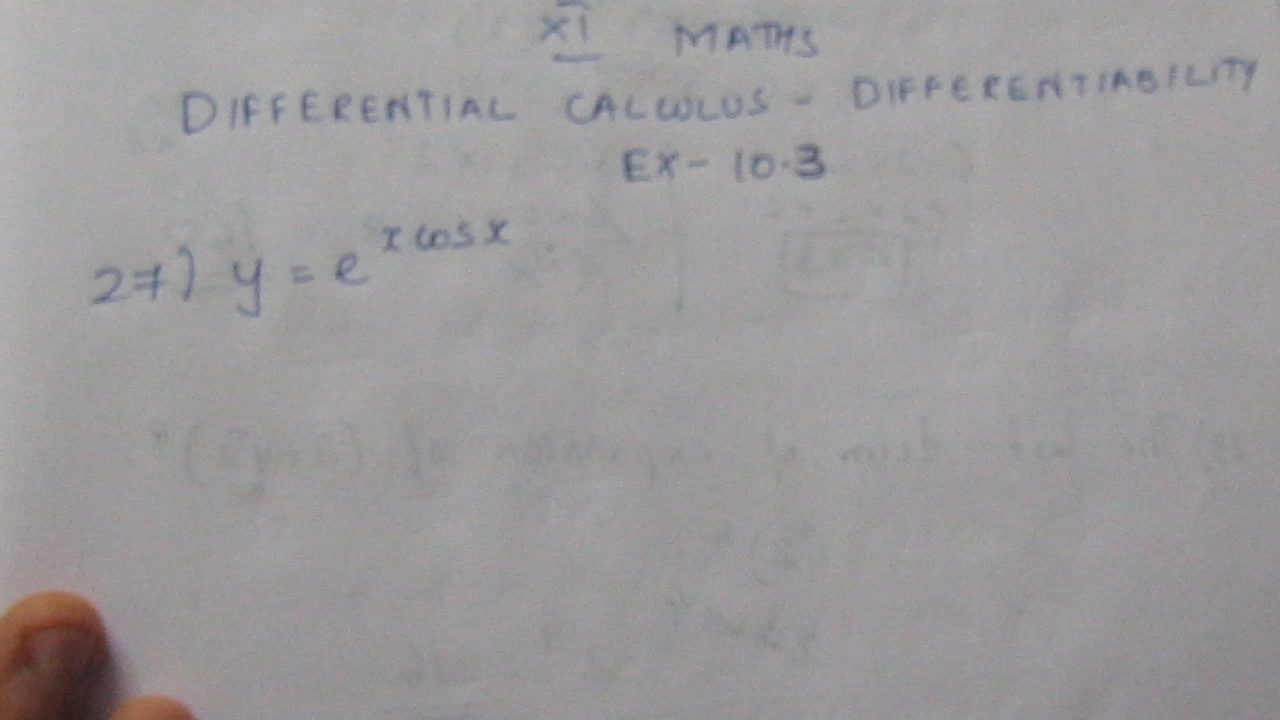 XI MATHS
DIFFERENTIAL CALCULUS - DIFFERENTIABILITY
EX - 10.3
27) y = e^{x cos x}